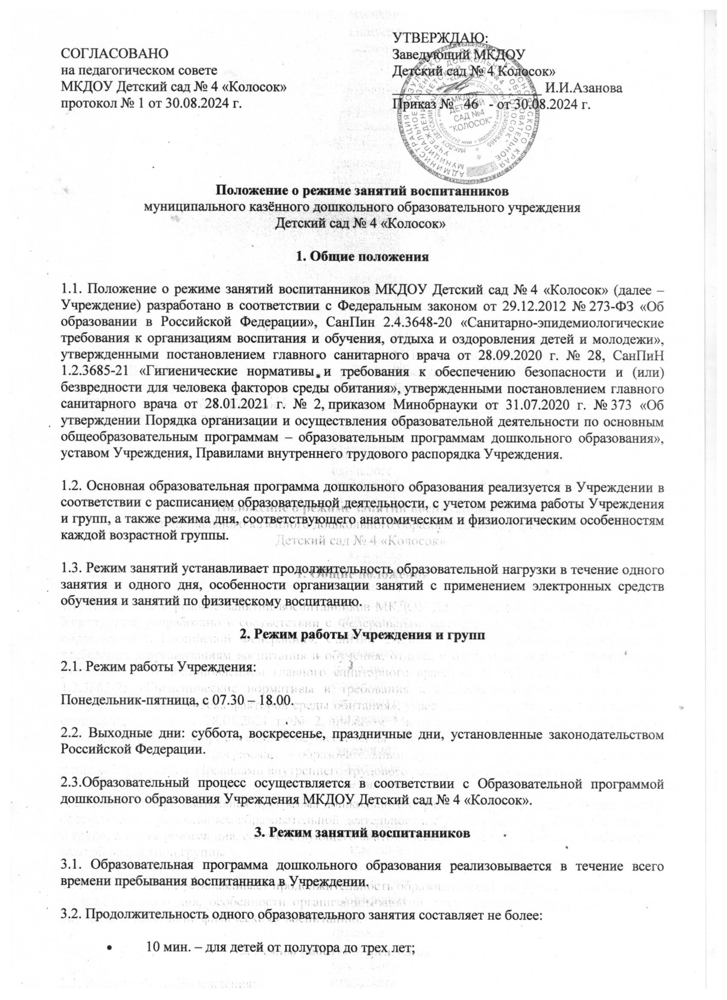 СОГЛАСОВАНО
на педагогическом совете
МКДОУ Детский сад № 4 «Колосок»
протокол № 1 от 30.08.2024 г.
УТВЕРЖДАЮ:
Заведующий МКДОУ
Детский сад № 4 Колосок»
И.И.Азанова
Приказ № 46 - от 30.08.2024 г.
МКДОУ
ДЕТСКИЙ
САД №4
"КОЛОСОК"
Положение о режиме занятий воспитанников
муниципального казённого дошкольного образовательного учреждения
Детский сад № 4 «Колосок»
1. Общие положения
1.1. Положение о режиме занятий воспитанников МКДОУ Детский сад № 4 «Колосок» (далее –
Учреждение) разработано в соответствии с Федеральным законом от 29.12.2012 № 273-ФЗ «Об
образовании в Российской Федерации», СанПин 2.4.3648-20 «Санитарно-эпидемиологические
требования к организациям воспитания и обучения, отдыха и оздоровления детей и молодежи»,
утвержденными постановлением главного санитарного врача от 28.09.2020 г. № 28, СанПиН
1.2.3685-21 «Гигиенические нормативы и требования к обеспечению безопасности и (или)
безвредности для человека факторов среды обитания», утвержденными постановлением главного
санитарного врача от 28.01.2021 г. № 2, приказом Минобрнауки от 31.07.2020 г. № 373 «Об
утверждении Порядка организации и осуществления образовательной деятельности по основным
общеобразовательным программам – образовательным программам дошкольного образования»,
уставом Учреждения, Правилами внутреннего трудового распорядка Учреждения.
1.2. Основная образовательная программа дошкольного образования реализуется в Учреждении в
соответствии с расписанием образовательной деятельности, с учетом режима работы Учреждения
и групп, а также режима дня, соответствующего анатомическим и физиологическим особенностям
каждой возрастной группы.
1.3. Режим занятий устанавливает продолжительность образовательной нагрузки в течение одного
занятия и одного дня, особенности организации занятий с применением электронных средств
обучения и занятий по физическому воспитанию.
2. Режим работы Учреждения и групп
2.1. Режим работы Учреждения:
Понедельник-пятница, с 07.30 – 18.00.
2.2. Выходные дни: суббота, воскресенье, праздничные дни, установленные законодательством
Российской Федерации.
2.3.Образовательный процесс осуществляется в соответствии с Образовательной программой
дошкольного образования Учреждения МКДОУ Детский сад № 4 «Колосок».
3. Режим занятий воспитанников
3.1. Образовательная программа дошкольного образования реализовывается в течение всего
времени пребывания воспитанника в Учреждении.
3.2. Продолжительность одного образовательного занятия составляет не более:
• 10 мин. – для детей от полутора до трех лет;